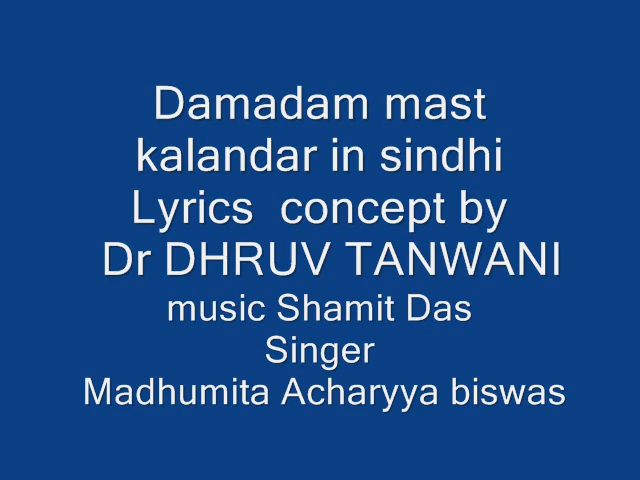 Damadam mast
kalandar in sindhi
Lyrics  concept by
Dr DHRUV TANWANI
music Shamit Das
Singer
Madhumita Acharyya biswas